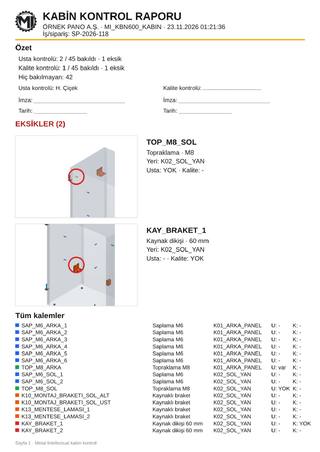 KABİN KONTROL RAPORU
ÖRNEK PANO A.Ş. · MI_KBN600_KABIN · 23.11.2026 01:21:36
İş/sipariş: SP-2026-118
Özet
Usta kontrolü: 2 / 45 bakıldı · 1 eksik
Kalite kontrolü: 1 / 45 bakıldı · 1 eksik
Hiç bakılmayan: 42
Usta kontrolü: H. Çiçek
Kalite kontrolü:
İmza:
İmza:
Tarih:
Tarih:
EKSİKLER (2)
TOP_M8_SOL
Topraklama · M8
Yeri: K02_SOL_YAN
Usta: YOK · Kalite: -
KAY_BRAKET_1
Kaynak dikişi · 60 mm
Yeri: K02_SOL_YAN
Usta: - · Kalite: YOK
Tüm kalemler
SAP_M6_ARKA_1 Saplama M6 K01_ARKA_PANEL U: - K: -
SAP_M6_ARKA_2 Saplama M6 K01_ARKA_PANEL U: - K: -
SAP_M6_ARKA_3 Saplama M6 K01_ARKA_PANEL U: - K: -
SAP_M6_ARKA_4 Saplama M6 K01_ARKA_PANEL U: - K: -
SAP_M6_ARKA_5 Saplama M6 K01_ARKA_PANEL U: - K: -
SAP_M6_ARKA_6 Saplama M6 K01_ARKA_PANEL U: - K: -
TOP_M8_ARKA Topraklama M8 K01_ARKA_PANEL U: var K: -
SAP_M6_SOL_1 Saplama M6 K02_SOL_YAN U: - K: -
SAP_M6_SOL_2 Saplama M6 K02_SOL_YAN U: - K: -
TOP_M8_SOL Topraklama M8 K02_SOL_YAN U: YOK K: -
K10_MONTAJ_BRAKETI_SOL_ALT Kaynaklı braket K02_SOL_YAN U: - K: -
K10_MONTAJ_BRAKETI_SOL_UST Kaynaklı braket K02_SOL_YAN U: - K: -
K13_MENTESE_LAMASI_1 Kaynaklı braket K02_SOL_YAN U: - K: -
K13_MENTESE_LAMASI_2 Kaynaklı braket K02_SOL_YAN U: - K: -
KAY_BRAKET_1 Kaynak dikişi 60 mm K02_SOL_YAN U: - K: YOK
KAY_BRAKET_2 Kaynak dikişi 60 mm K02_SOL_YAN U: - K: -
Sayfa 1 · Metal Intellectual kabin kontrol